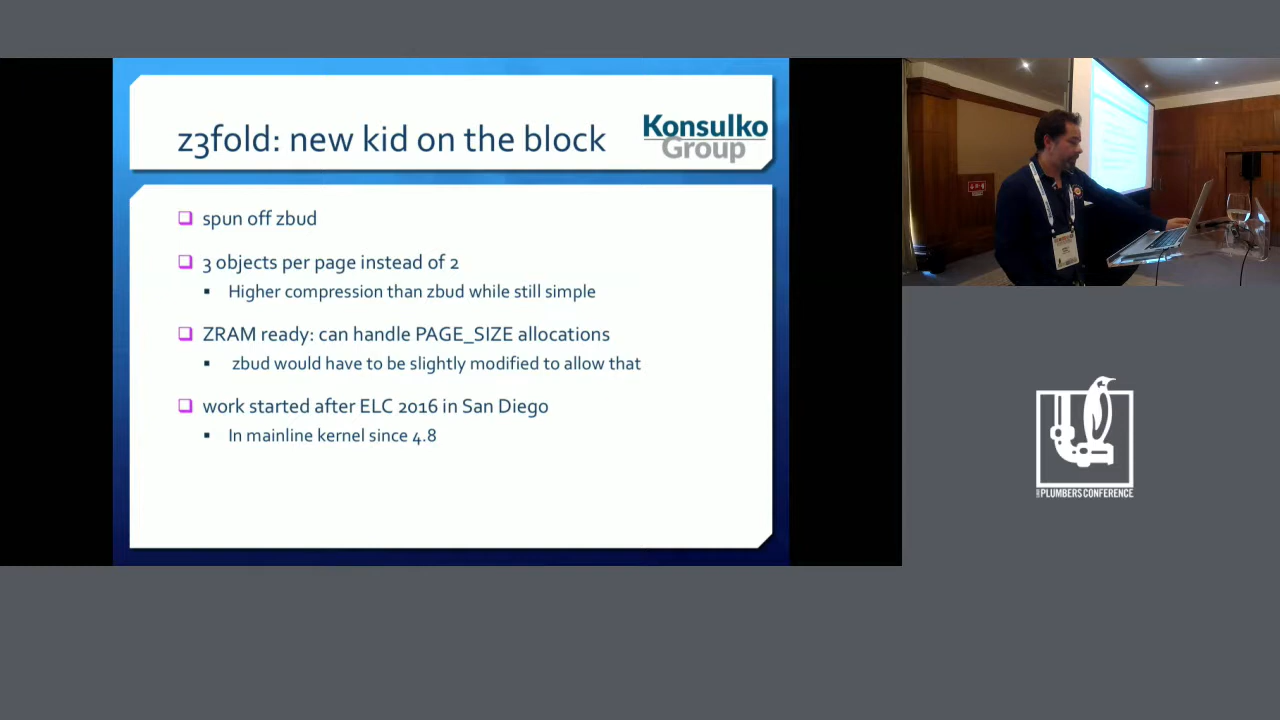 z3fold: new kid on the block
Konsulko
Group
spun off zbud
3 objects per page instead of 2
Higher compression than zbud while still simple
ZRAM ready: can handle PAGE_SIZE allocations
zbud would have to be slightly modified to allow that
work started after ELC 2016 in San Diego
In mainline kernel since 4.8
PLUMBERS CONFERENCE